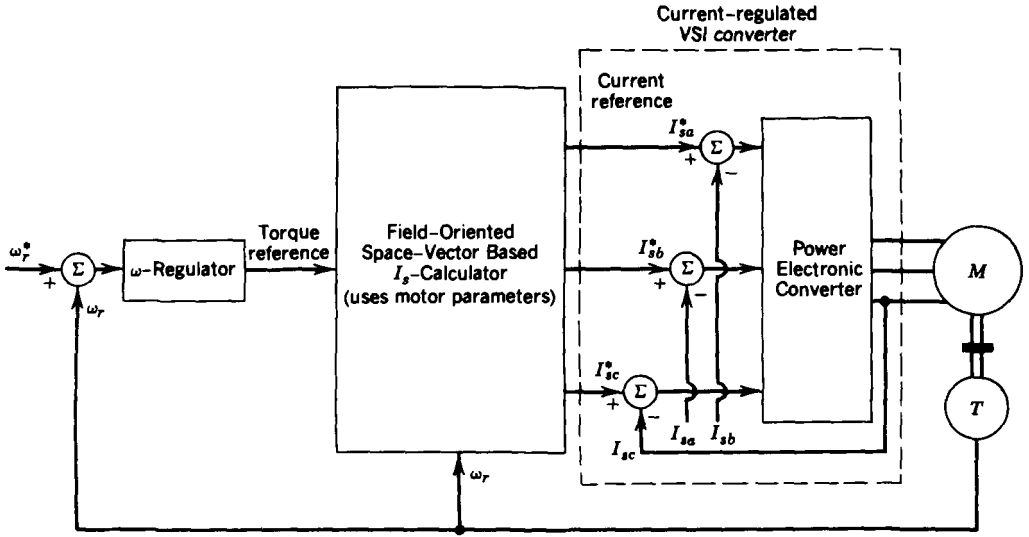 Current-regulated
VSI converter
Current
reference
I*sa
+
Σ
−
ω*r
+
Σ
ωr
ω-Regulator
Torque
reference
Field-Oriented
Space-Vector Based
Is-Calculator
(uses motor parameters)
I*sb
+
Σ
−
Power
Electronic
Converter
M
I*sc
+
Σ
−
T
Isc
Isa
Isb
ωr